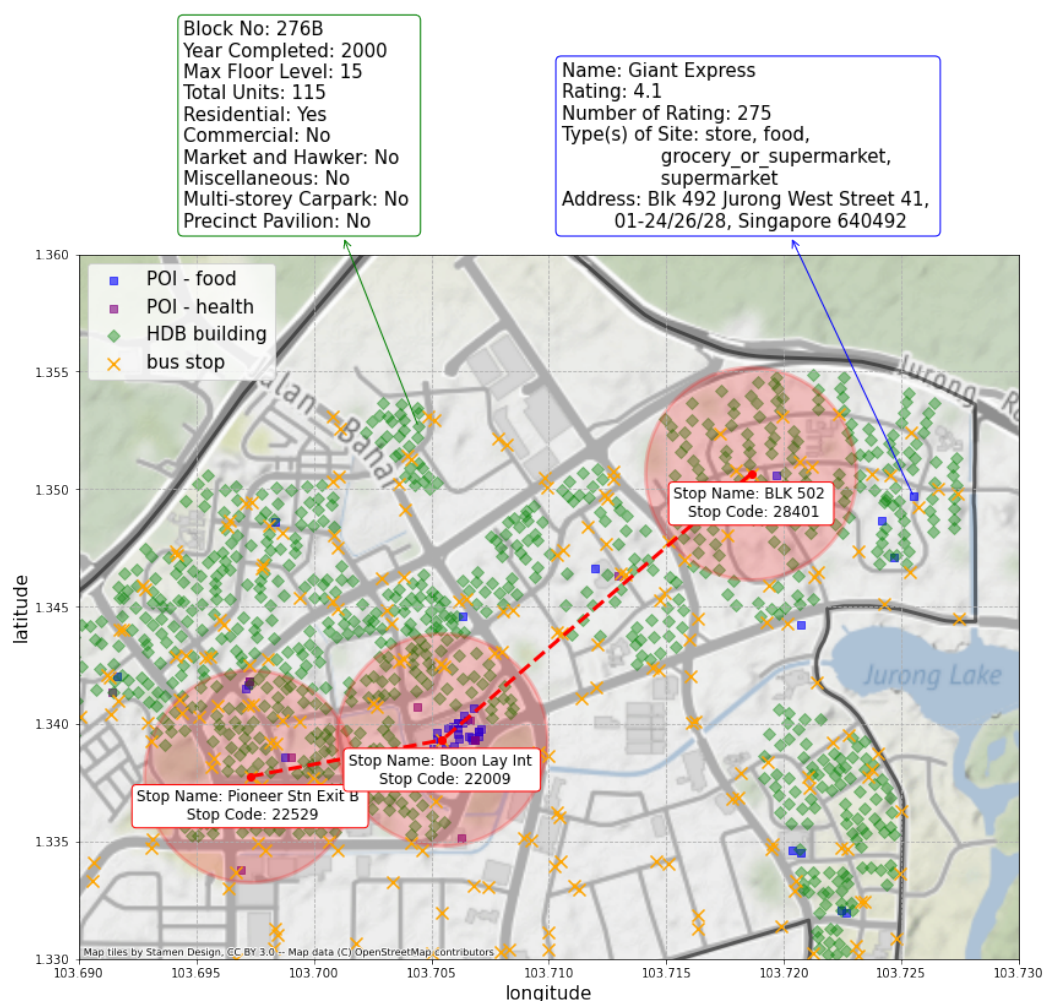 Block No: 276B
Year Completed: 2000
Max Floor Level: 15
Total Units: 115
Residential: Yes
Commercial: No
Market and Hawker: No
Miscellaneous: No
Multi-storey Carpark: No
Precinct Pavilion: No
Name: Giant Express
Rating: 4.1
Number of Rating: 275
Type(s) of Site: store, food,
grocery_or_supermarket,
supermarket
Address: Blk 492 Jurong West Street 41,
01-24/26/28, Singapore 640492
1.360
1.355
1.350
1.345
1.340
1.335
1.330
latitude
POI - food
POI - health
HDB building
bus stop
Bahar
Jurong
Jurong Lake
Stop Name: BLK 502
Stop Code: 28401
Stop Name: Boon Lay Int
Stop Code: 22009
Stop Name: Pioneer Stn Exit B
Stop Code: 22529
Map tiles by Stamen Design, CC BY 3.0 -- Map data (C) OpenStreetMap contributors
103.690
103.695
103.700
103.705
103.710
103.715
103.720
103.725
103.730
longitude